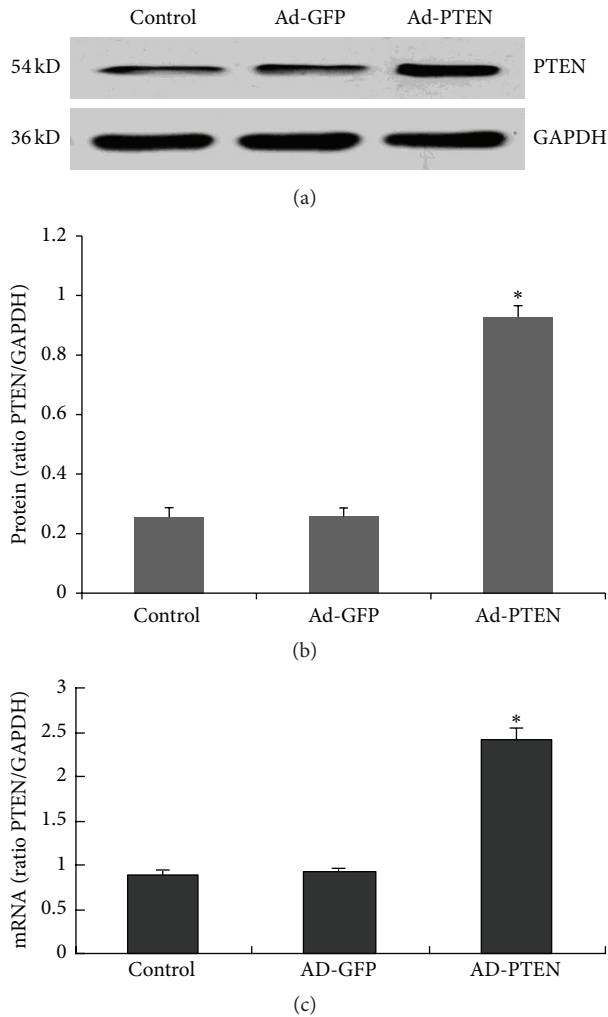 Control Ad-GFP Ad-PTEN
54 kD PTEN
36 kD GAPDH
(a)
Protein (ratio PTEN/GAPDH)
1.2
1
*
0.8
0.6
0.4
0.2
0
Control Ad-GFP Ad-PTEN
(b)
mRNA (ratio PTEN/GAPDH)
3
*
2.5
2
1.5
1
0.5
0
Control AD-GFP AD-PTEN
(c)